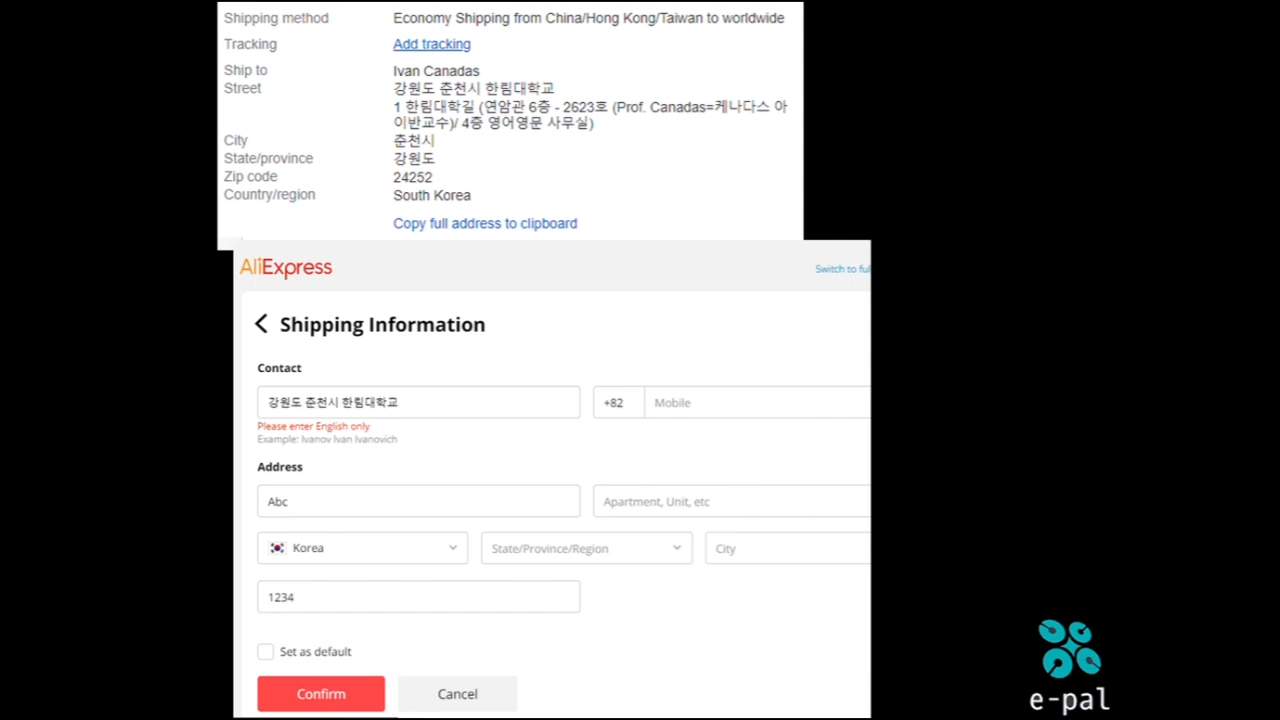 Shipping method Economy Shipping from China/Hong Kong/Taiwan to worldwide
Tracking Add tracking
Ship to Ivan Canadas
Street 강원도 춘천시 한림대학교
1 한림대학길 (연암관 6층 - 2623호 (Prof. Canadas=케나다스 아
이반교수)/ 4층 영어영문 사무실)
City 춘천시
State/province 강원도
Zip code 24252
Country/region South Korea
Copy full address to clipboard
AliExpress Switch to ful
Shipping Information
Contact
강원도 춘천시 한림대학교 +82 Mobile
Please enter English only
Example: Ivanov Ivan Ivanovich
Address
Abc Apartment, Unit, etc
Korea State/Province/Region City
1234
Set as default
Confirm Cancel
e-pal